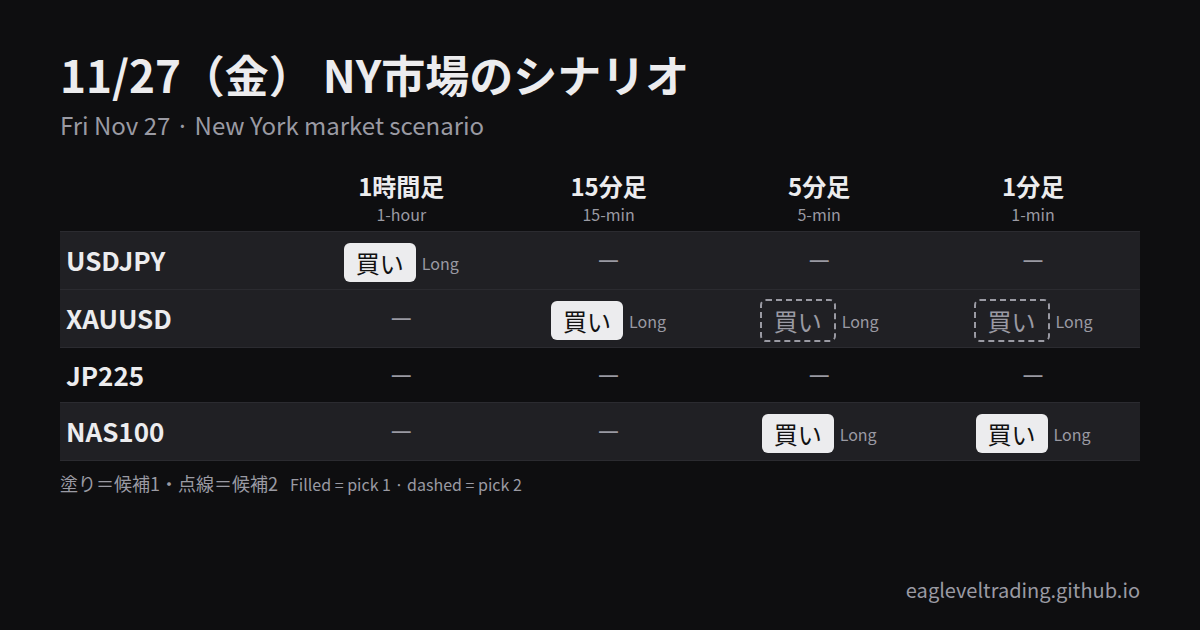 11/27（金） NY市場のシナリオ
Fri Nov 27 · New York market scenario
1時間足 15分足 5分足 1分足
1-hour 15-min 5-min 1-min
USDJPY 買い Long — — —
XAUUSD — 買い Long 買い Long 買い Long
JP225 — — — —
NAS100 — — 買い Long 買い Long
塗り＝候補1・点線＝候補2 Filled = pick 1 · dashed = pick 2
eagleveltrading.github.io